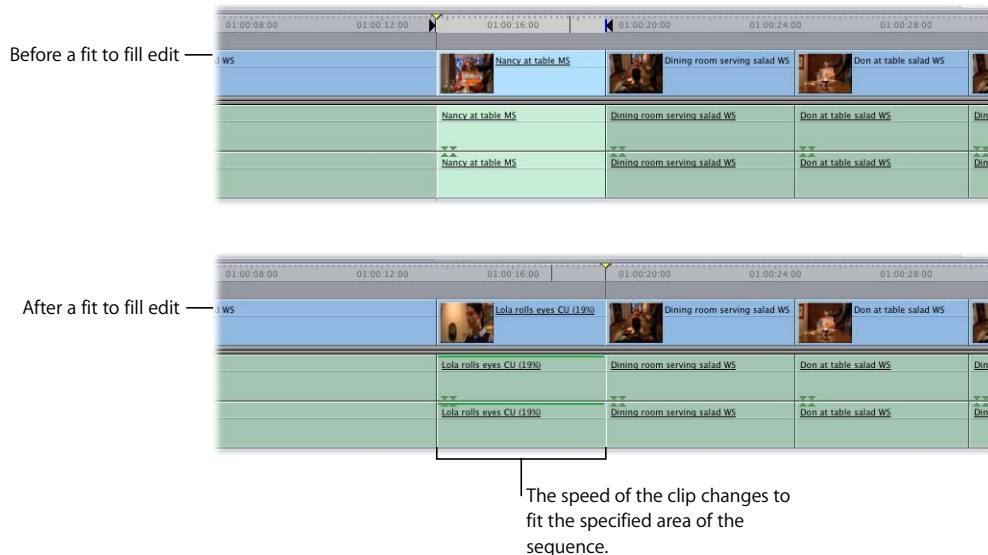 01:00:08:00 01:00:12:00 01:00:16:00 01:00:20:00 01:00:24:00 01:00:28:00
Before a fit to fill edit
d WS Nancy at table MS Dining room serving salad WS Don at table salad WS
Nancy at table MS Dining room serving salad WS Don at table salad WS Din
Nancy at table MS Dining room serving salad WS Don at table salad WS Din
01:00:08:00 01:00:12:00 01:00:16:00 01:00:20:00 01:00:24:00 01:00:28:00
After a fit to fill edit
d WS Lola rolls eyes CU (19%) Dining room serving salad WS Don at table salad WS
Lola rolls eyes CU (19%) Dining room serving salad WS Don at table salad WS Din
Lola rolls eyes CU (19%) Dining room serving salad WS Don at table salad WS Din
The speed of the clip changes to
fit the specified area of the
sequence.